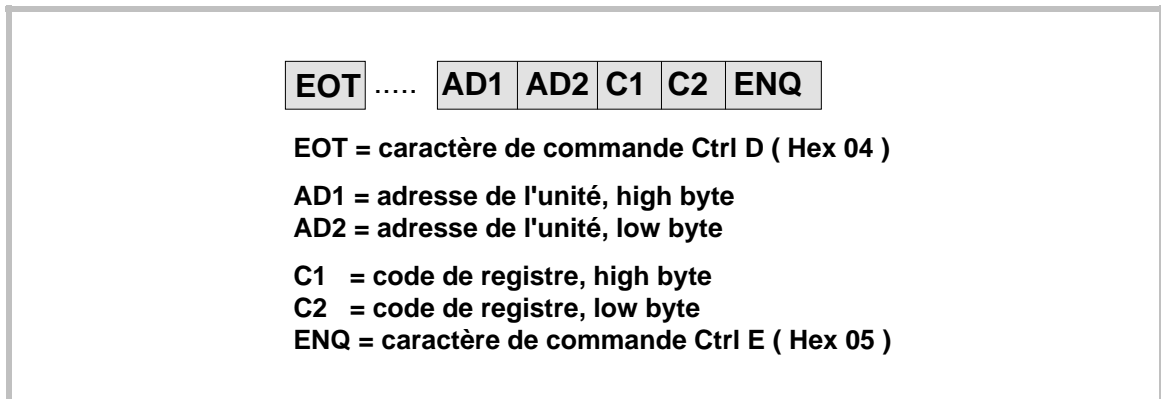 EOT ..... AD1 AD2 C1 C2 ENQ
EOT = caractère de commande Ctrl D ( Hex 04 )
AD1 = adresse de l'unité, high byte
AD2 = adresse de l'unité, low byte
C1 = code de registre, high byte
C2 = code de registre, low byte
ENQ = caractère de commande Ctrl E ( Hex 05 )